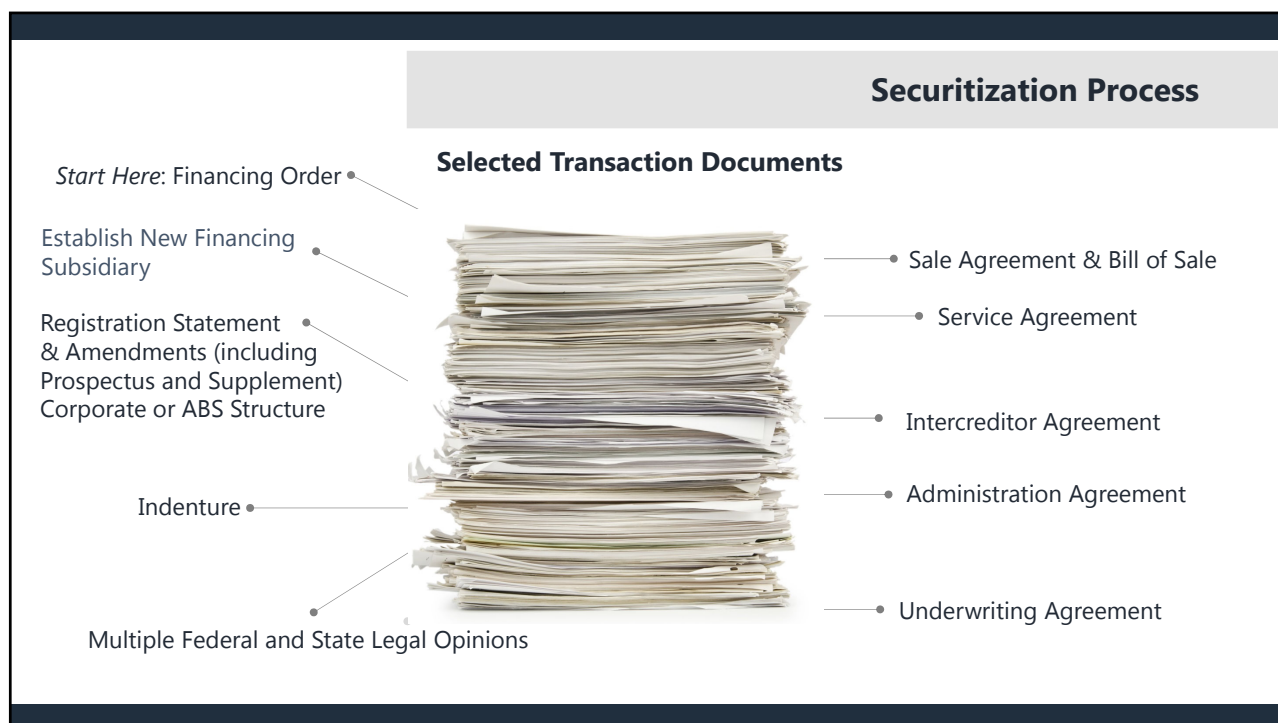 Securitization Process
Selected Transaction Documents
Start Here: Financing Order
Establish New Financing
Subsidiary
Registration Statement
& Amendments (including
Prospectus and Supplement)
Corporate or ABS Structure
Indenture
Multiple Federal and State Legal Opinions
Sale Agreement & Bill of Sale
Service Agreement
Intercreditor Agreement
Administration Agreement
Underwriting Agreement